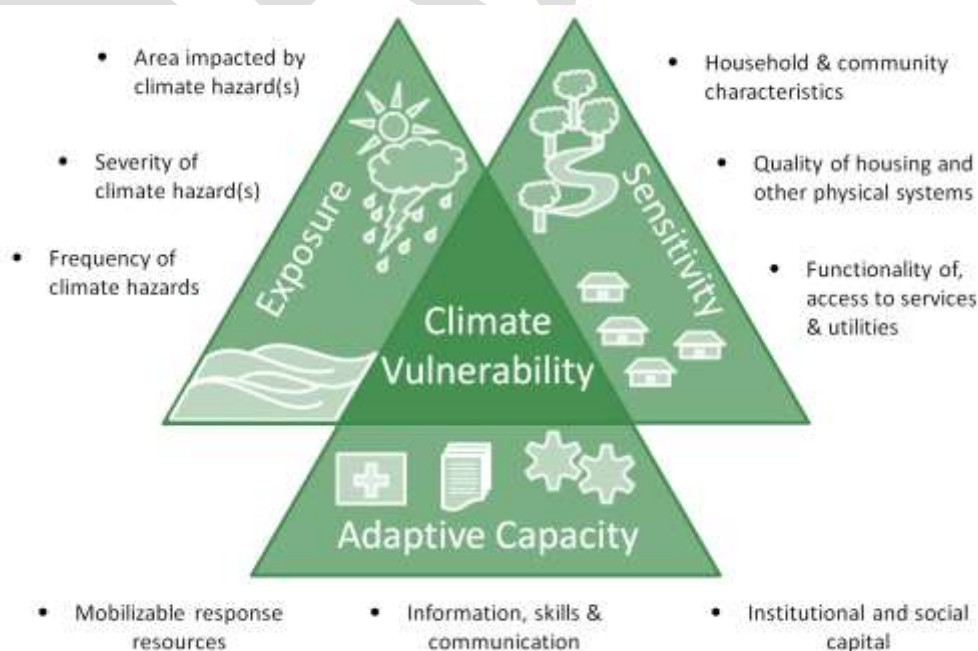 • Area impacted by
climate hazard(s)
• Severity of
climate hazard(s)
• Frequency of
climate hazards
Exposure
Sensitivity
• Household & community
characteristics
• Quality of housing and
other physical systems
• Functionality of,
access to services
& utilities
Climate
Vulnerability
Adaptive Capacity
• Mobilizable response
resources
• Information, skills &
communication
• Institutional and social
capital